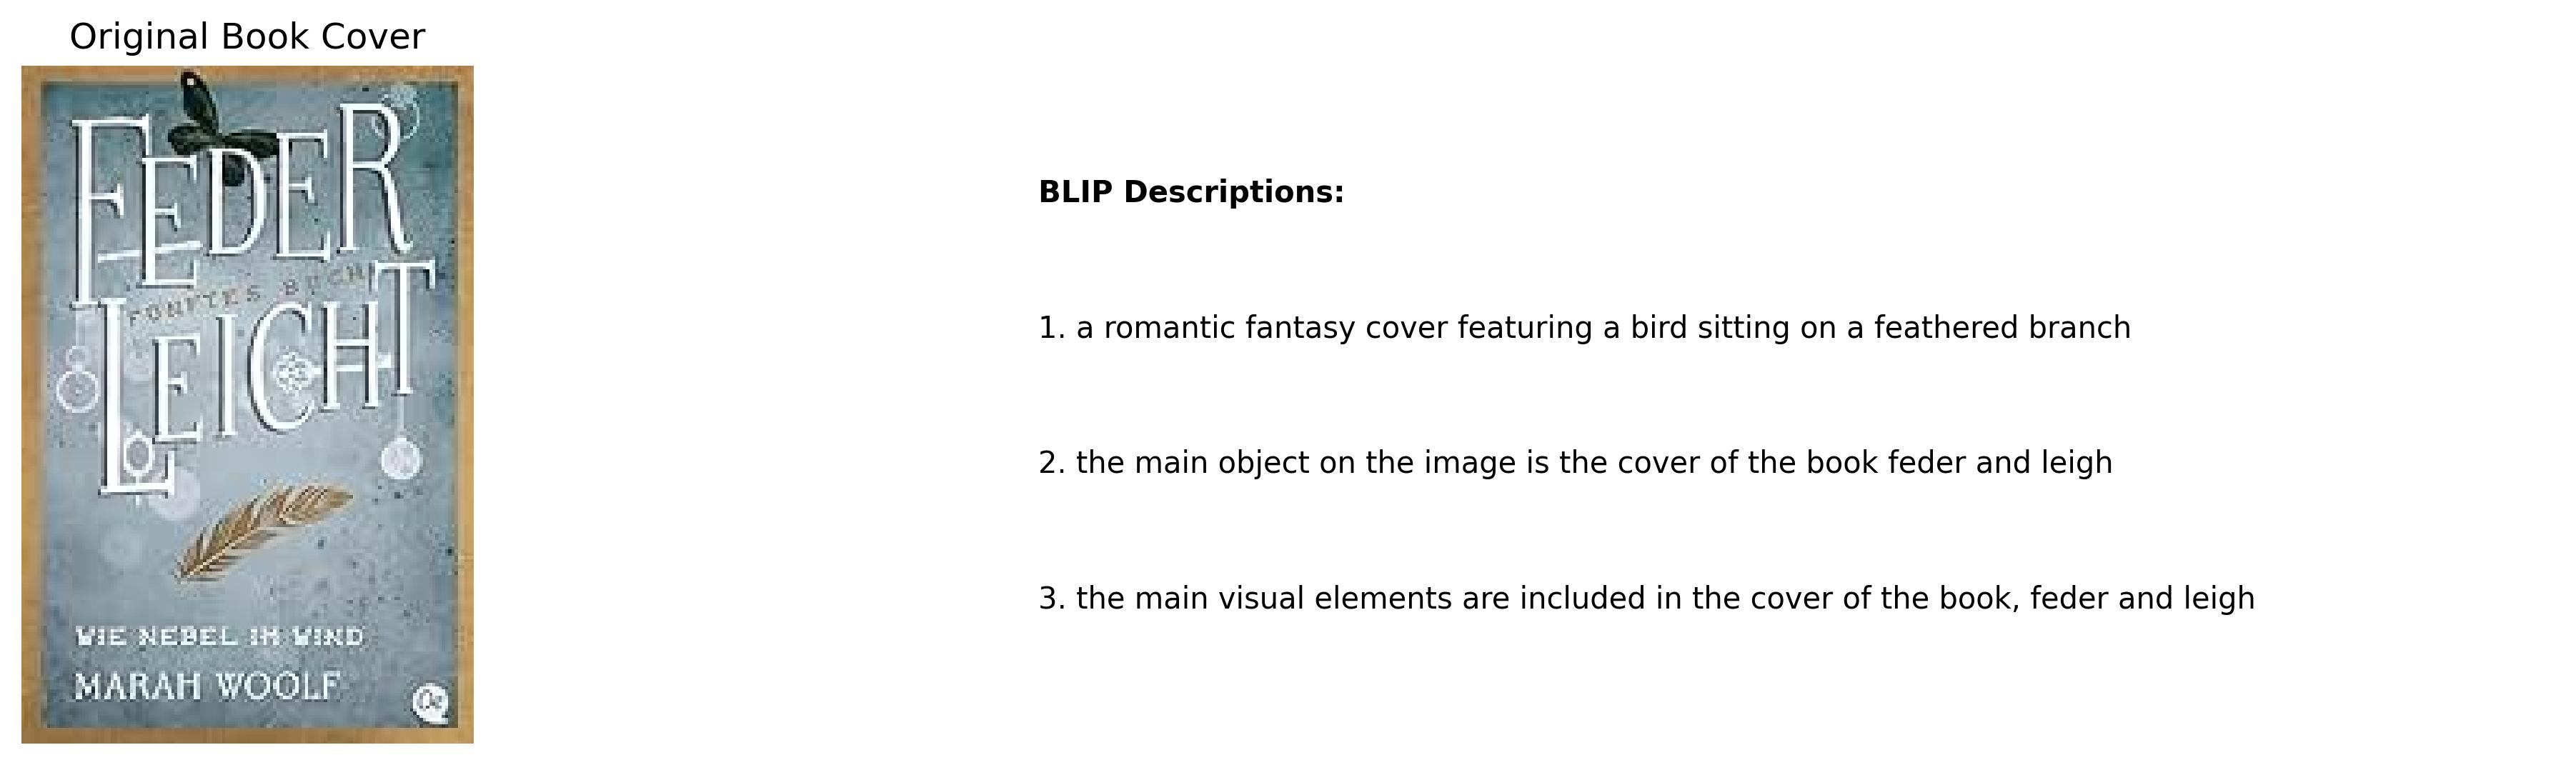 Original Book Cover
FEDER
FÜNFTES BUCH
LEICHT
WIE NEBEL IM WIND
MARAH WOOLF
BLIP Descriptions:
1. a romantic fantasy cover featuring a bird sitting on a feathered branch
2. the main object on the image is the cover of the book feder and leigh
3. the main visual elements are included in the cover of the book, feder and leigh